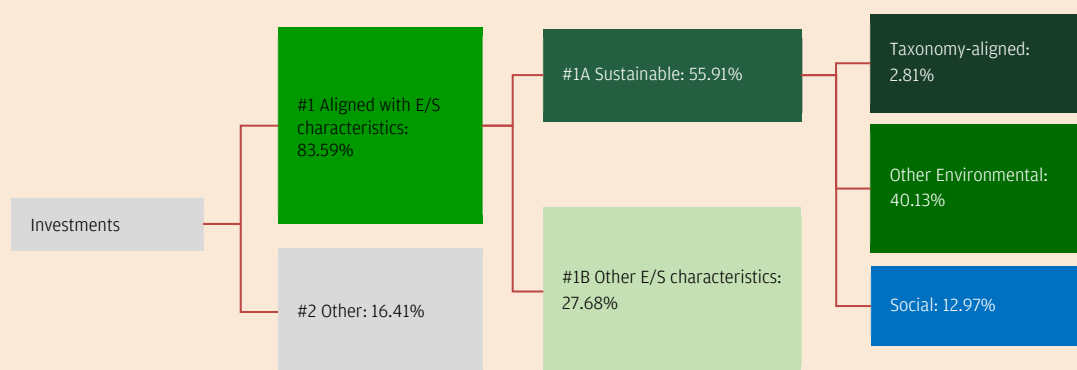 Investments
#1 Aligned with E/S
characteristics:
83.59%
#2 Other: 16.41%
#1A Sustainable: 55.91%
#1B Other E/S characteristics:
27.68%
Taxonomy-aligned:
2.81%
Other Environmental:
40.13%
Social: 12.97%